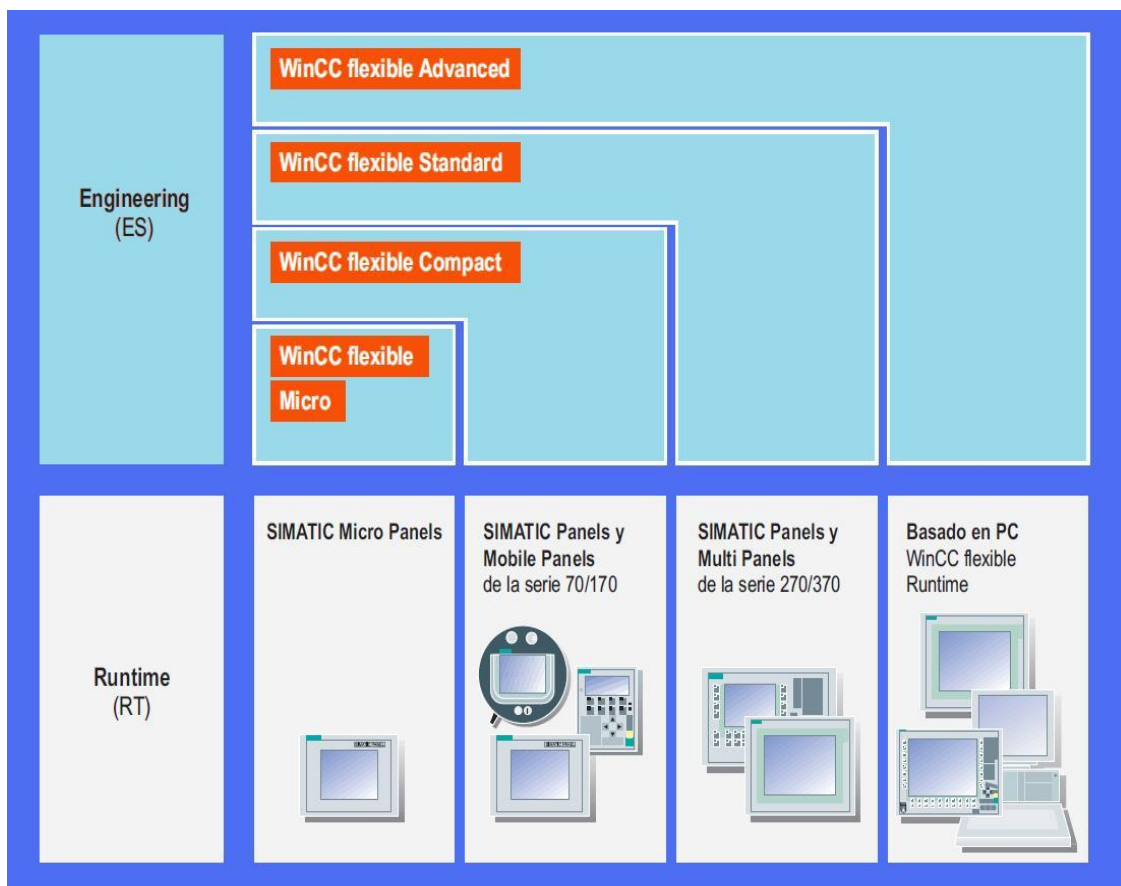 WinCC flexible Advanced
WinCC flexible Standard
Engineering
(ES)
WinCC flexible Compact
WinCC flexible
Micro
SIMATIC Micro Panels
SIMATIC Panels y
Mobile Panels
de la serie 70/170
SIMATIC Panels y
Multi Panels
de la serie 270/370
Basado en PC
WinCC flexible
Runtime
Runtime
(RT)